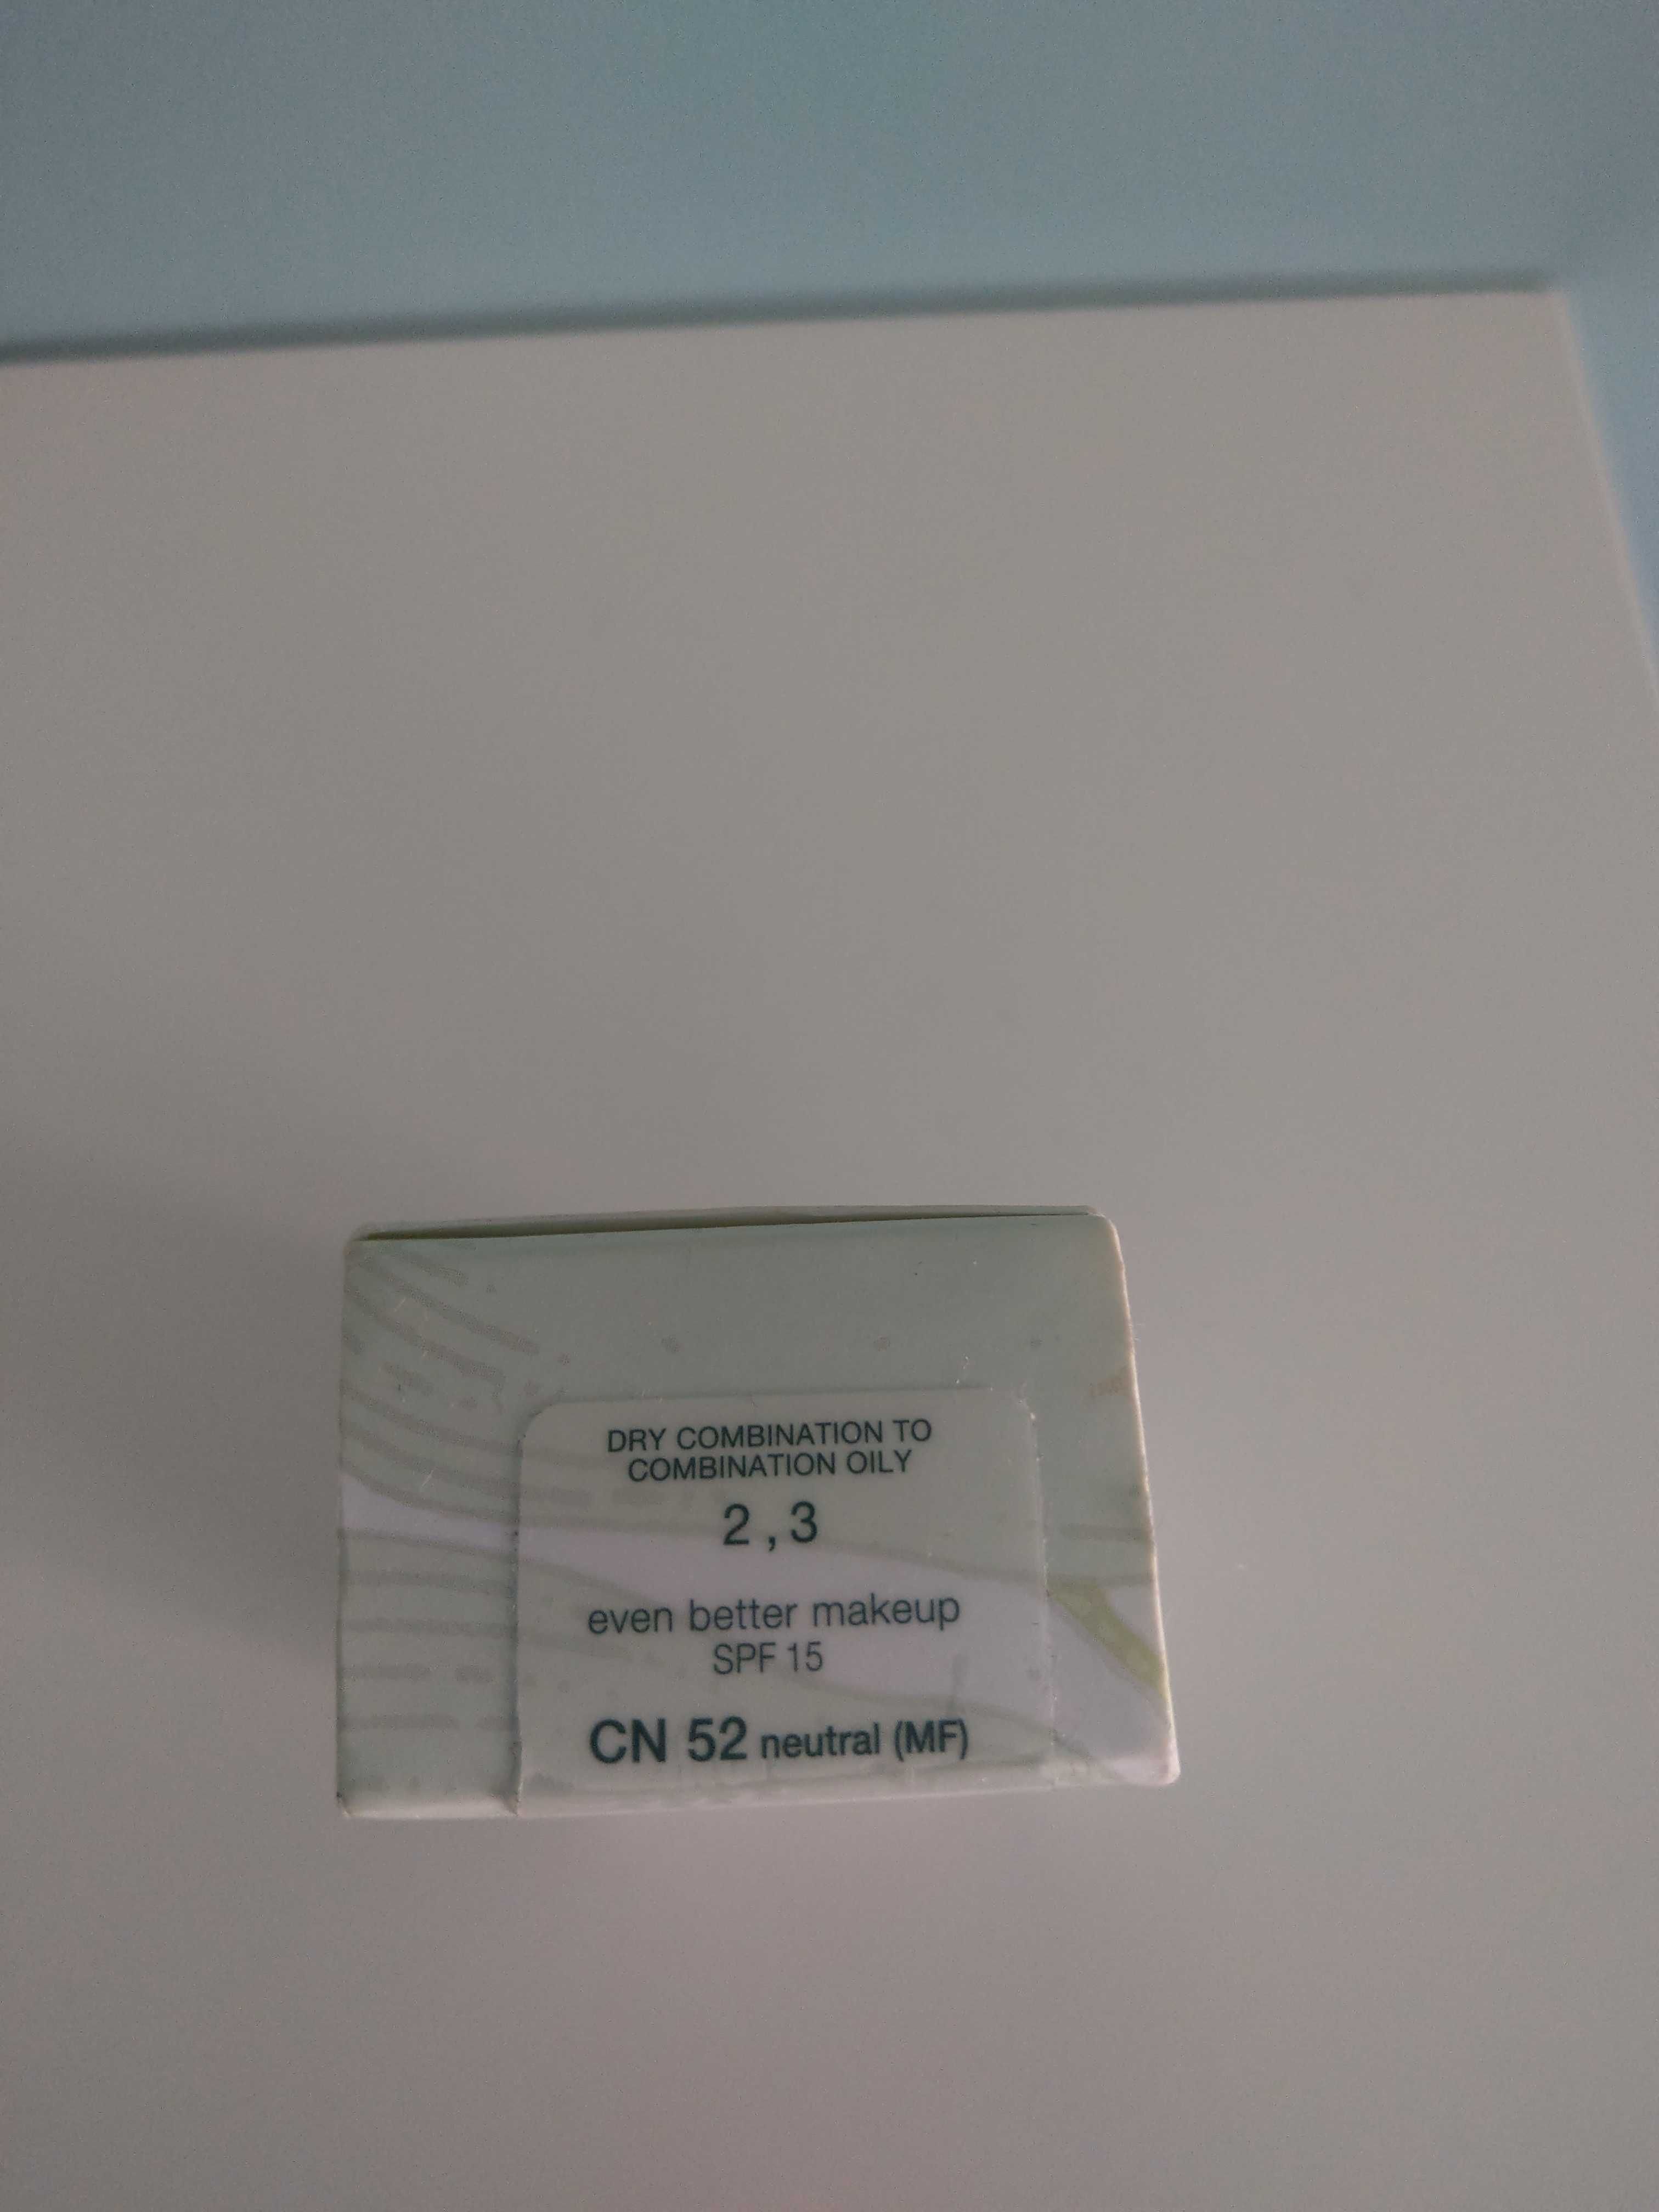 DRY COMBINATION TO
COMBINATION OILY
2 , 3
even better makeup
SPF 15
CN 52 neutral (MF)